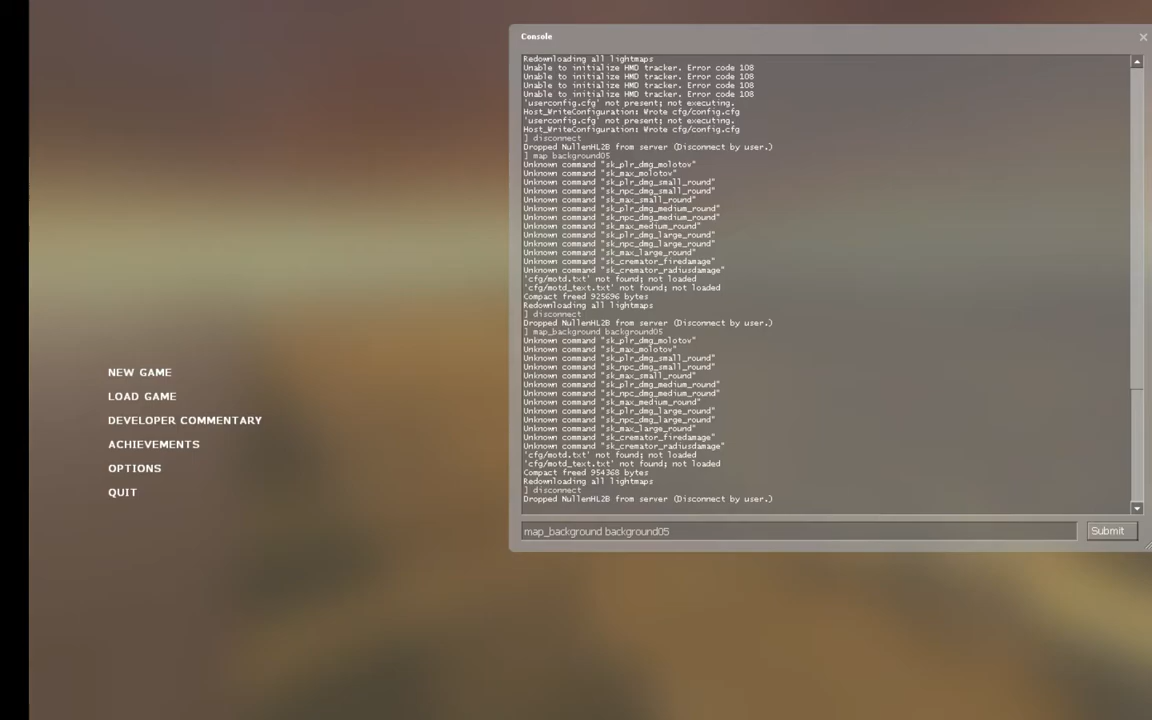 Console
Redownloading all lightmaps
Unable to initialize HMD tracker. Error code 108
Unable to initialize HMD tracker. Error code 108
Unable to initialize HMD tracker. Error code 108
Unable to initialize HMD tracker. Error code 108
'userconfig.cfg' not present; not executing.
Host_WriteConfiguration: Wrote cfg/config.cfg
'userconfig.cfg' not present; not executing.
Host_WriteConfiguration: Wrote cfg/config.cfg
] disconnect
Dropped NullenHL2B from server (Disconnect by user.)
] map background05
Unknown command "sk_plr_dmg_molotov"
Unknown command "sk_max_molotov"
Unknown command "sk_plr_dmg_small_round"
Unknown command "sk_npc_dmg_small_round"
Unknown command "sk_max_small_round"
Unknown command "sk_plr_dmg_medium_round"
Unknown command "sk_npc_dmg_medium_round"
Unknown command "sk_max_medium_round"
Unknown command "sk_plr_dmg_large_round"
Unknown command "sk_npc_dmg_large_round"
Unknown command "sk_max_large_round"
Unknown command "sk_cremator_firedamage"
Unknown command "sk_cremator_radiusdamage"
'cfg/motd.txt' not found; not loaded
'cfg/motd_text.txt' not found; not loaded
Compact freed 925696 bytes
Redownloading all lightmaps
] disconnect
Dropped NullenHL2B from server (Disconnect by user.)
] map_background background05
Unknown command "sk_plr_dmg_molotov"
Unknown command "sk_max_molotov"
Unknown command "sk_plr_dmg_small_round"
Unknown command "sk_npc_dmg_small_round"
Unknown command "sk_max_small_round"
Unknown command "sk_plr_dmg_medium_round"
Unknown command "sk_npc_dmg_medium_round"
Unknown command "sk_max_medium_round"
Unknown command "sk_plr_dmg_large_round"
Unknown command "sk_npc_dmg_large_round"
Unknown command "sk_max_large_round"
Unknown command "sk_cremator_firedamage"
Unknown command "sk_cremator_radiusdamage"
'cfg/motd.txt' not found; not loaded
'cfg/motd_text.txt' not found; not loaded
Compact freed 954368 bytes
Redownloading all lightmaps
] disconnect
Dropped NullenHL2B from server (Disconnect by user.)
map_background background05
Submit
NEW GAME
LOAD GAME
DEVELOPER COMMENTARY
ACHIEVEMENTS
OPTIONS
QUIT